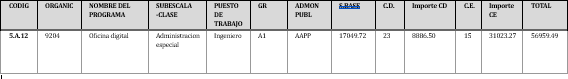 CODIG
ORGANIC
NOMBRE DEL
PROGRAMA
SUBESCALA
-CLASE
PUESTO
DE
TRABAJO
GR
ADMON
PUBL
S.BASE
C.D.
Importe CD
C.E.
Importe
CE
TOTAL
5.A.12
9204
Oficina digital
Administracion
especial
Ingeniero
A1
AAPP
17049.72
23
8886.50
15
31023.27
56959.49